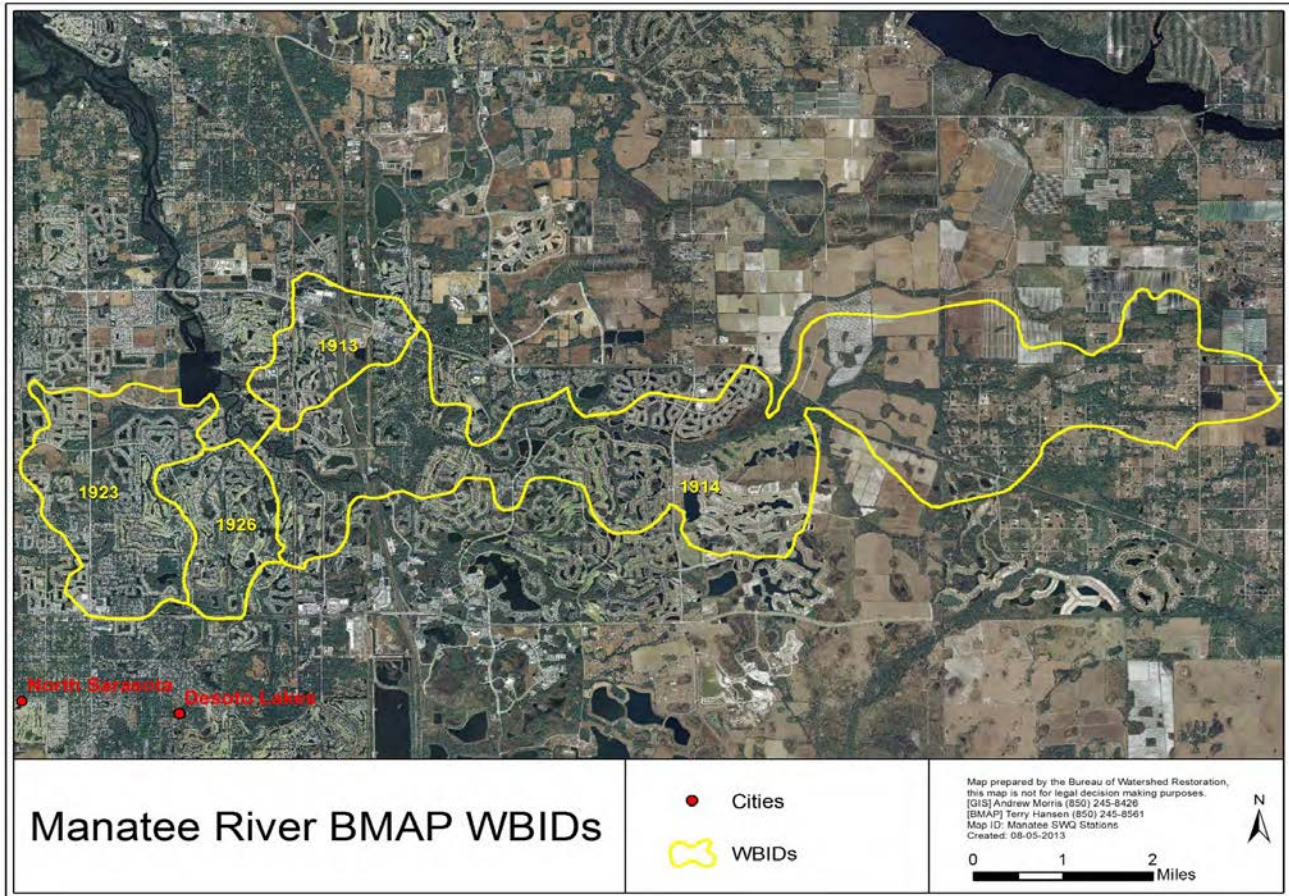 1913
1923
1914
1926
North Sarasota
Desoto Lakes
Manatee River BMAP WBIDs
Cities
WBIDs
Map prepared by the Bureau of Watershed Restoration,
this map is not for legal decision making purposes.
[GIS] Andrew Morris (850) 245-8426
[BMAP] Terry Hansen (850) 245-8561
Map ID: Manatee SWQ Stations
Created: 08-05-2013
N
0 1 2
Miles